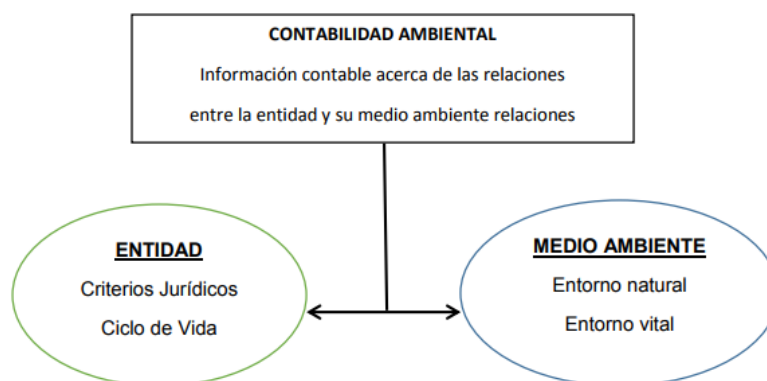 CONTABILIDAD AMBIENTAL
Información contable acerca de las relaciones
entre la entidad y su medio ambiente relaciones
ENTIDAD
Criterios Jurídicos
Ciclo de Vida
MEDIO AMBIENTE
Entorno natural
Entorno vital